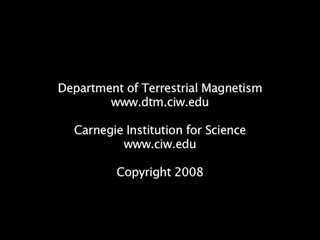 Department of Terrestrial Magnetism
www.dtm.ciw.edu
Carnegie Institution for Science
www.ciw.edu
Copyright 2008